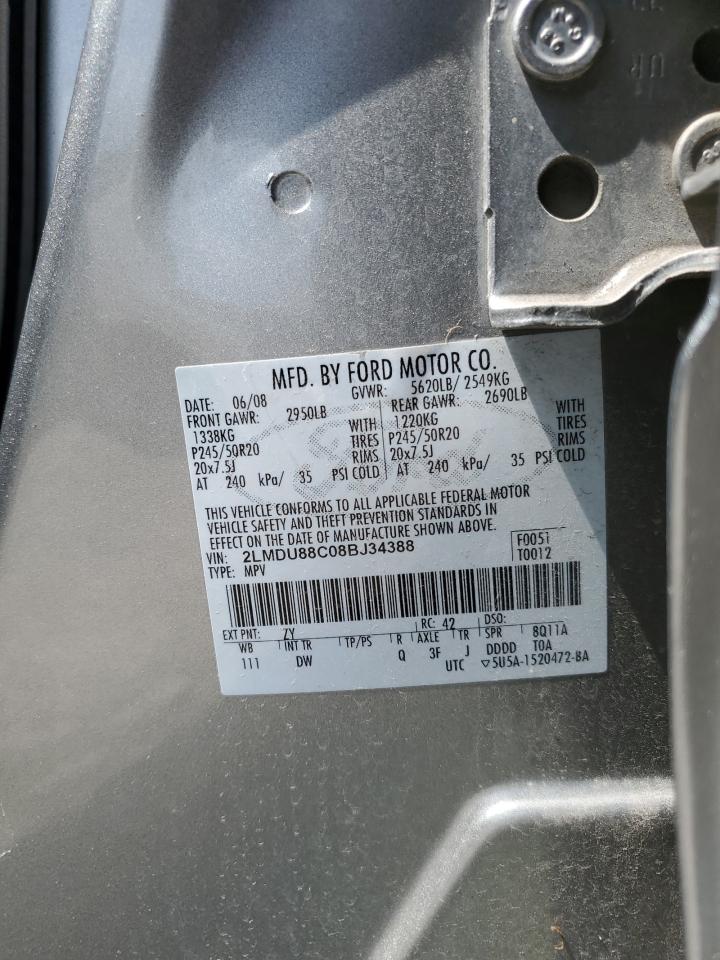 MFD. BY FORD MOTOR CO.
DATE: 06/08 GVWR: 5620LB/ 2549KG
FRONT GAWR: 2950LB REAR GAWR: 2690LB
1338KG WITH 1220KG WITH
P245/50R20 TIRES P245/50R20 TIRES
20x7.5J RIMS 20x7.5J RIMS
AT 240 kPa/ 35 PSI COLD AT 240 kPa/ 35 PSI COLD
THIS VEHICLE CONFORMS TO ALL APPLICABLE FEDERAL MOTOR
VEHICLE SAFETY AND THEFT PREVENTION STANDARDS IN
EFFECT ON THE DATE OF MANUFACTURE SHOWN ABOVE.
VIN: 2LMDU88C08BJ34388 F0051
TYPE: MPV T0012
EXT PNT: ZY RC: 42 DSO:
WB INT TR TP/PS R AXLE TR SPR 8Q11A
111 DW Q 3F J DDDD T0A
UTC ▽5U5A-1520472-BA